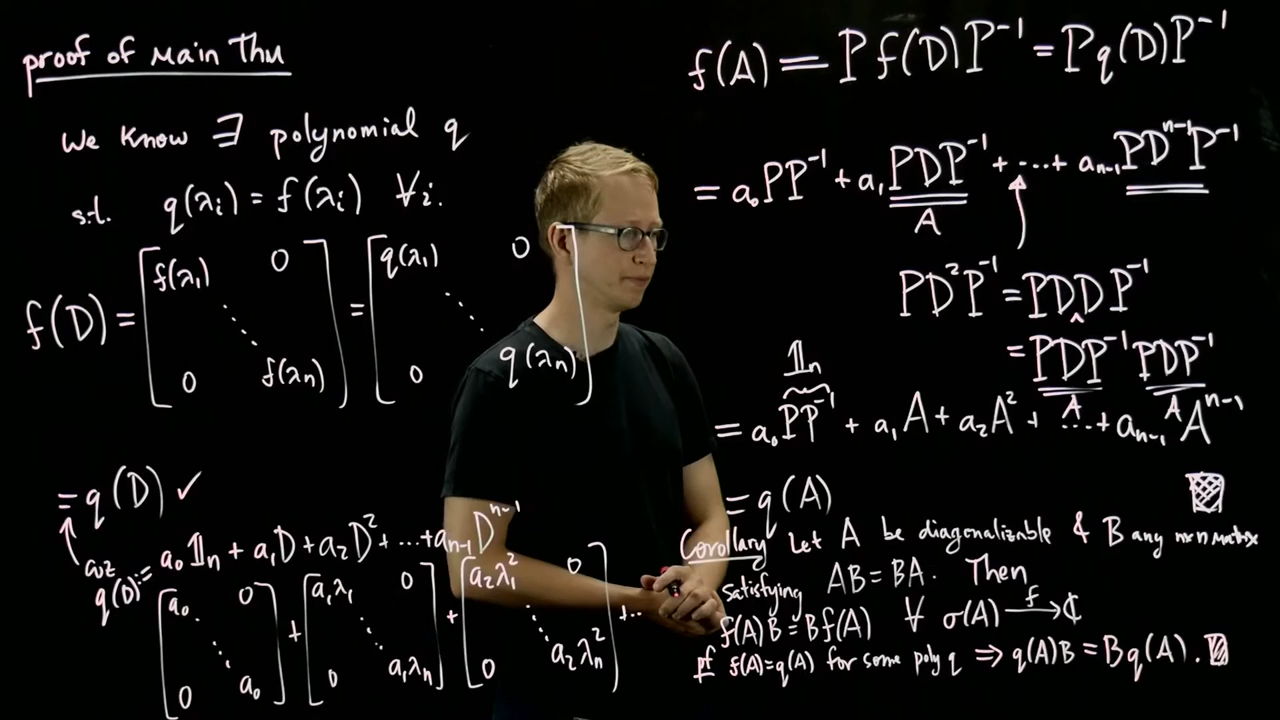 proof of Main Thm
We Know ∃ polynomial q
s.t. q(λi) = f(λi) ∀i.
f(D) = [ f(λ1) 0 ⋱ 0 f(λn) ] = [ q(λ1) 0 ⋱ 0 q(λn) ]
= q(D) ✓
q(D) := a0 𝟙n + a1D + a2D² + ... + an-1 Dⁿ⁻¹
[ a0 0 ⋱ 0 a0 ] + [ a1λ1 0 ⋱ 0 a1λn ] + [ a2λ1² 0 ⋱ 0 a2λn² ] + ...
f(A) = P f(D) P⁻¹ = P q(D) P⁻¹
= a0PP⁻¹ + a1PDP⁻¹ + ... + an-1PDⁿ⁻¹P⁻¹
A
PD²P⁻¹ = PDDP⁻¹
= PDP⁻¹PDP⁻¹
A A
𝟙n
= a0PP⁻¹ + a1A + a2A² + ... + an-1Aⁿ⁻¹
= q(A)
Corollary Let A be diagonalizable & B any n×n matrix
satisfying AB = BA. Then
f(A)B = Bf(A) ∀ σ(A) f→ ℂ
pf f(A)=q(A) for some poly q ⇒ q(A)B = Bq(A).